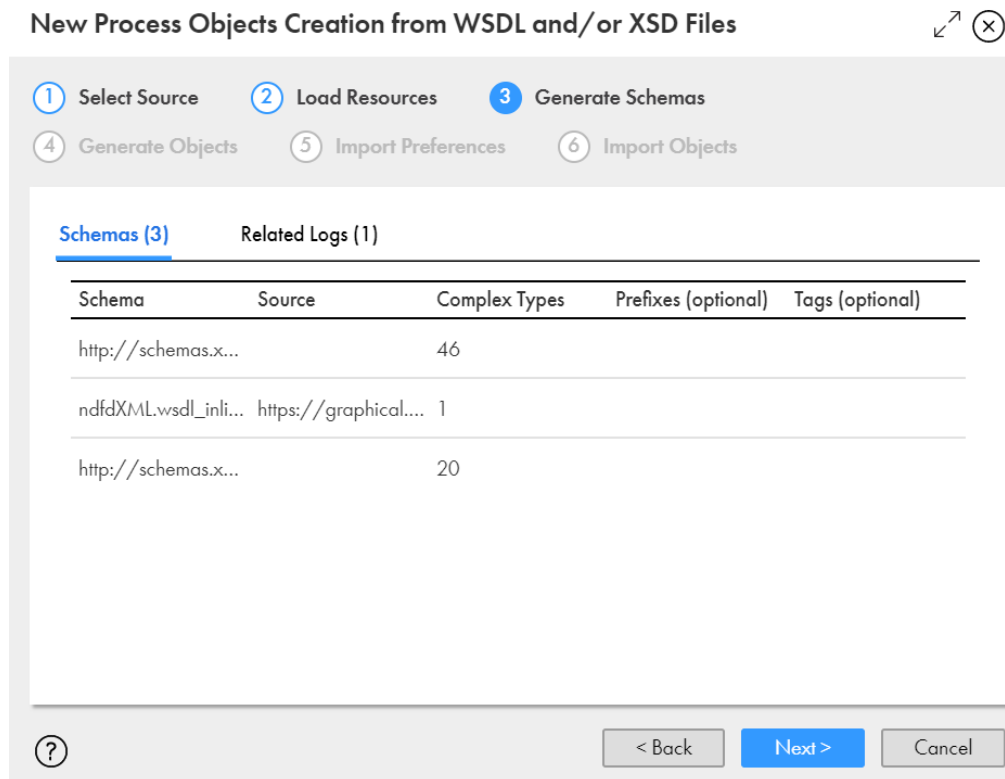 New Process Objects Creation from WSDL and/or XSD Files
1 Select Source 2 Load Resources 3 Generate Schemas
4 Generate Objects 5 Import Preferences 6 Import Objects
Schemas (3) Related Logs (1)
Schema Source Complex Types Prefixes (optional) Tags (optional)
http://schemas.x... 46
ndfdXML.wsdl_inli... https://graphical.... 1
http://schemas.x... 20
? < Back Next > Cancel